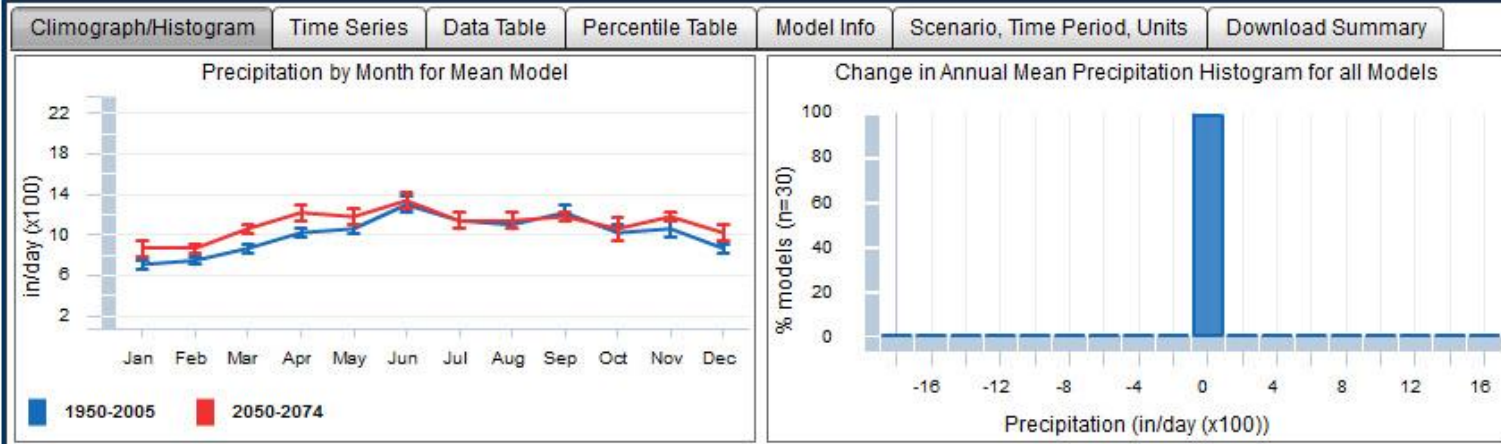 Climograph/Histogram Time Series Data Table Percentile Table Model Info Scenario, Time Period, Units Download Summary
Precipitation by Month for Mean Model
in/day (x100)
22
18
14
10
6
2
Jan Feb Mar Apr May Jun Jul Aug Sep Oct Nov Dec
1950-2005 2050-2074
Change in Annual Mean Precipitation Histogram for all Models
% models (n=30)
100
80
60
40
20
0
-16 -12 -8 -4 0 4 8 12 16
Precipitation (in/day (x100))